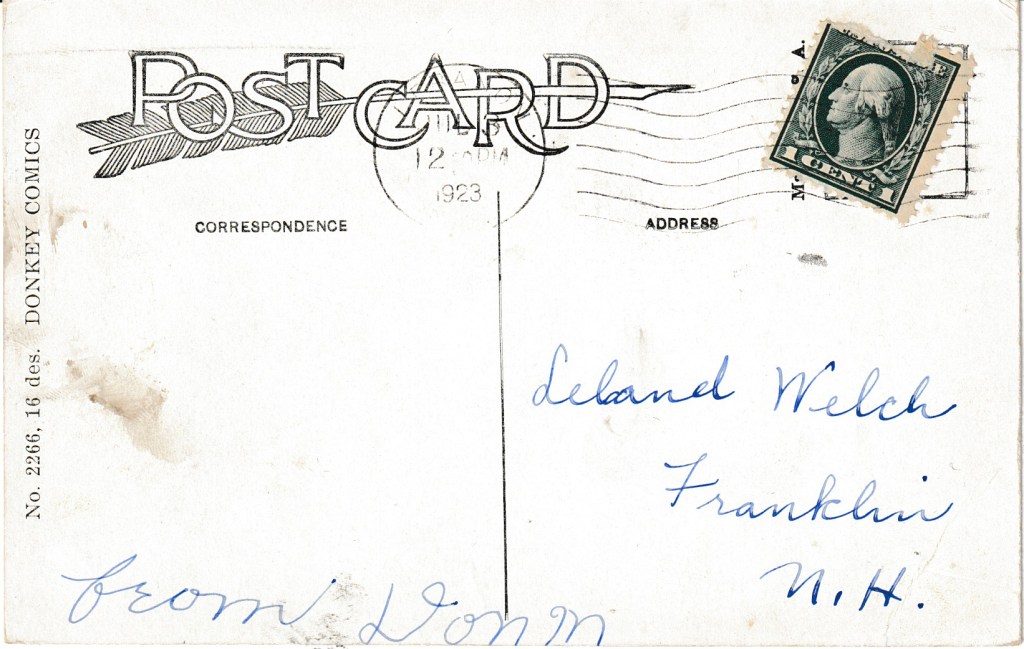 POST CARD
12 PM
1923
1 CENT 1
CORRESPONDENCE
ADDRESS
No. 2266, 16 des. DONKEY COMICS
Leland Welch
Franklin
N.H.
from Donn